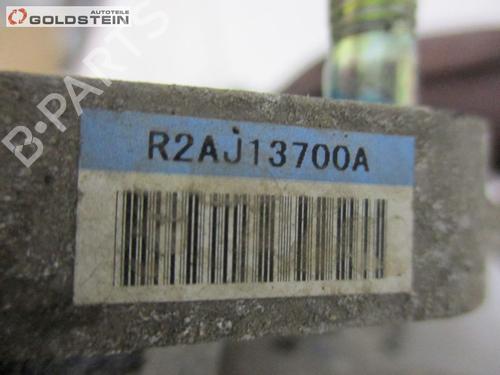 AUTOTEILE
GOLDSTEIN
B-PARTS
R2AJ13700A